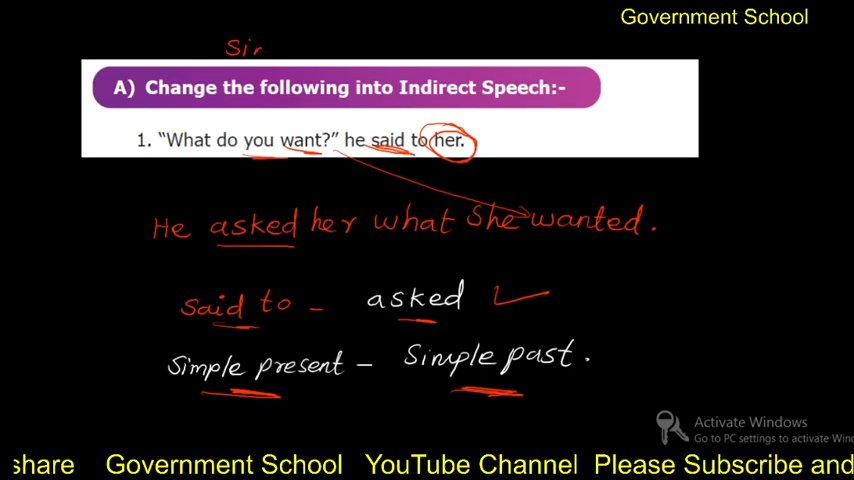 Government School
Sir
A) Change the following into Indirect Speech:-
1. “What do you want?” he said to her.
He asked her what She wanted.
Said to - asked
Simple present - Simple past.
Activate Windows
Go to PC settings to activate Win
share Government School YouTube Channel Please Subscribe and